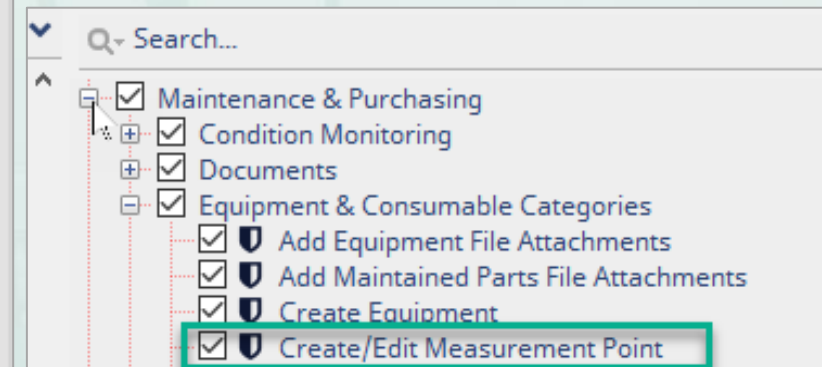 Search...
Maintenance & Purchasing
Condition Monitoring
Documents
Equipment & Consumable Categories
Add Equipment File Attachments
Add Maintained Parts File Attachments
Create Equipment
Create/Edit Measurement Point